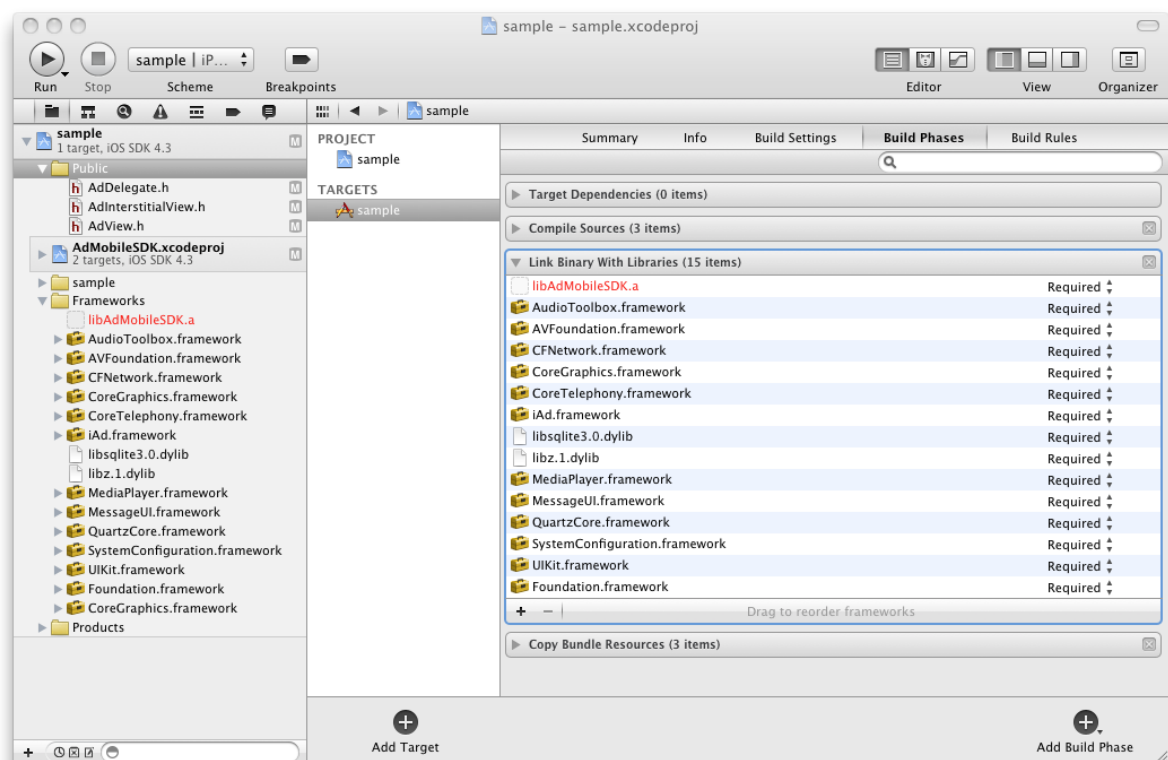 sample – sample.xcodeproj
sample | iP...
Run
Stop
Scheme
Breakpoints
Editor
View
Organizer
sample
sample
1 target, iOS SDK 4.3
M
Public
h AdDelegate.h M
h AdInterstitialView.h M
h AdView.h M
AdMobileSDK.xcodeproj
2 targets, iOS SDK 4.3
M
sample
Frameworks
libAdMobileSDK.a
AudioToolbox.framework
AVFoundation.framework
CFNetwork.framework
CoreGraphics.framework
CoreTelephony.framework
iAd.framework
libsqlite3.0.dylib
libz.1.dylib
MediaPlayer.framework
MessageUI.framework
QuartzCore.framework
SystemConfiguration.framework
UIKit.framework
Foundation.framework
CoreGraphics.framework
Products
PROJECT
sample
TARGETS
sample
Summary Info Build Settings Build Phases Build Rules
Target Dependencies (0 items)
Compile Sources (3 items)
Link Binary With Libraries (15 items)
libAdMobileSDK.a Required
AudioToolbox.framework Required
AVFoundation.framework Required
CFNetwork.framework Required
CoreGraphics.framework Required
CoreTelephony.framework Required
iAd.framework Required
libsqlite3.0.dylib Required
libz.1.dylib Required
MediaPlayer.framework Required
MessageUI.framework Required
QuartzCore.framework Required
SystemConfiguration.framework Required
UIKit.framework Required
Foundation.framework Required
Drag to reorder frameworks
Copy Bundle Resources (3 items)
Add Target
Add Build Phase